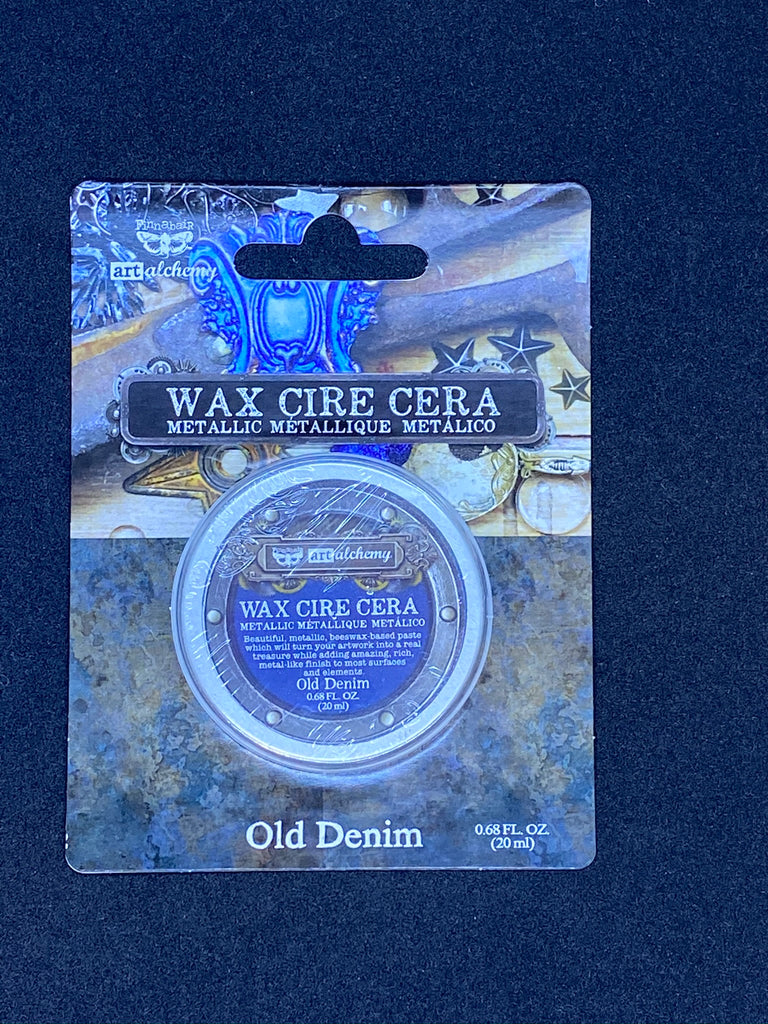 Finnabair
art alchemy
WAX CIRE CERA
METALLIC MÉTALLIQUE METÁLICO
art alchemy
WAX CIRE CERA
METALLIC MÉTALLIQUE METÁLICO
Beautiful, metallic, beeswax-based paste
which will turn your artwork into a real
treasure while adding amazing, rich,
metal-like finish to most surfaces
and elements.
Old Denim
0.68 FL. OZ.
(20 ml)
Old Denim
0.68 FL. OZ.
(20 ml)